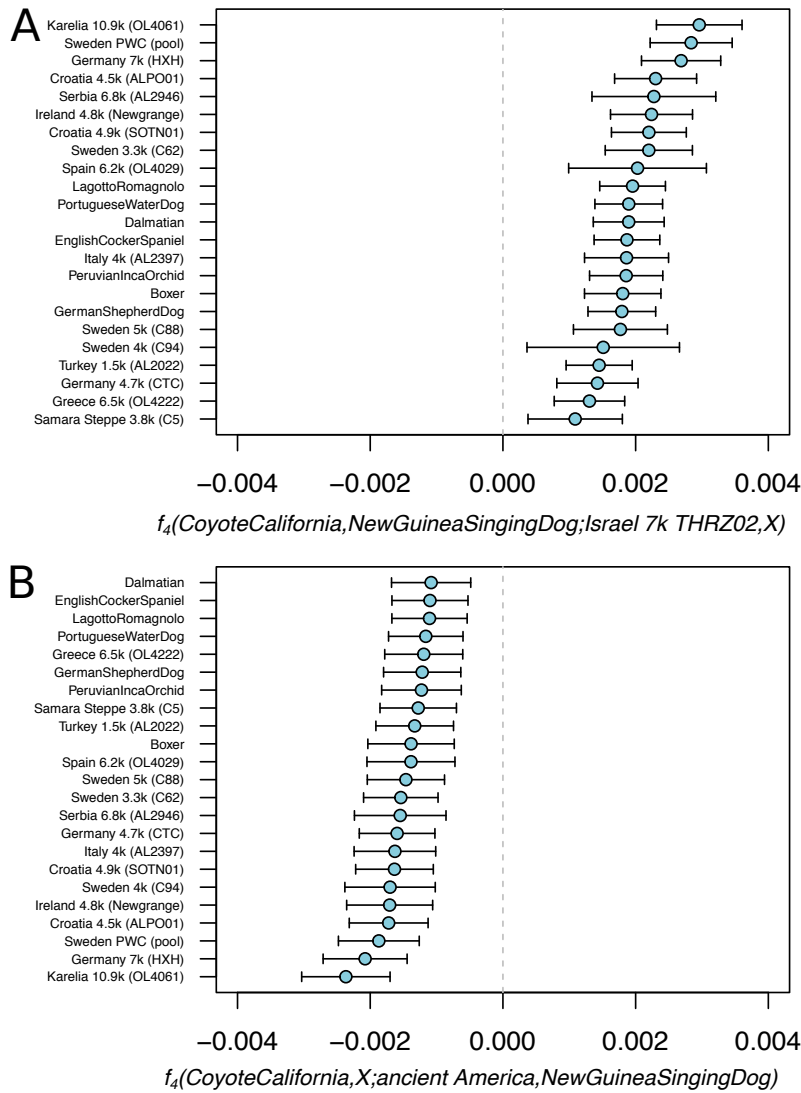 A
Karelia 10.9k (OL4061)
Sweden PWC (pool)
Germany 7k (HXH)
Croatia 4.5k (ALPO01)
Serbia 6.8k (AL2946)
Ireland 4.8k (Newgrange)
Croatia 4.9k (SOTN01)
Sweden 3.3k (C62)
Spain 6.2k (OL4029)
LagottoRomagnolo
PortugueseWaterDog
Dalmatian
EnglishCockerSpaniel
Italy 4k (AL2397)
PeruvianIncaOrchid
Boxer
GermanShepherdDog
Sweden 5k (C88)
Sweden 4k (C94)
Turkey 1.5k (AL2022)
Germany 4.7k (CTC)
Greece 6.5k (OL4222)
Samara Steppe 3.8k (C5)
−0.004 −0.002 0.000 0.002 0.004
f4(CoyoteCalifornia,NewGuineaSingingDog;Israel 7k THRZ02,X)
B
Dalmatian
EnglishCockerSpaniel
LagottoRomagnolo
PortugueseWaterDog
Greece 6.5k (OL4222)
GermanShepherdDog
PeruvianIncaOrchid
Samara Steppe 3.8k (C5)
Turkey 1.5k (AL2022)
Boxer
Spain 6.2k (OL4029)
Sweden 5k (C88)
Sweden 3.3k (C62)
Serbia 6.8k (AL2946)
Germany 4.7k (CTC)
Italy 4k (AL2397)
Croatia 4.9k (SOTN01)
Sweden 4k (C94)
Ireland 4.8k (Newgrange)
Croatia 4.5k (ALPO01)
Sweden PWC (pool)
Germany 7k (HXH)
Karelia 10.9k (OL4061)
−0.004 −0.002 0.000 0.002 0.004
f4(CoyoteCalifornia,X;ancient America,NewGuineaSingingDog)